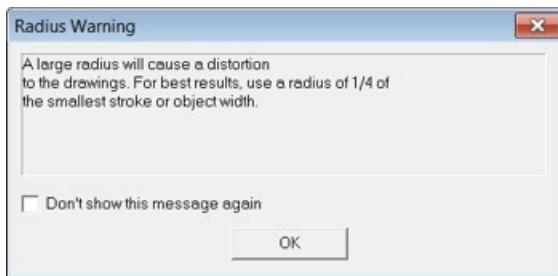 Radius Warning
A large radius will cause a distortion
to the drawings. For best results, use a radius of 1/4 of
the smallest stroke or object width.
Don't show this message again
OK